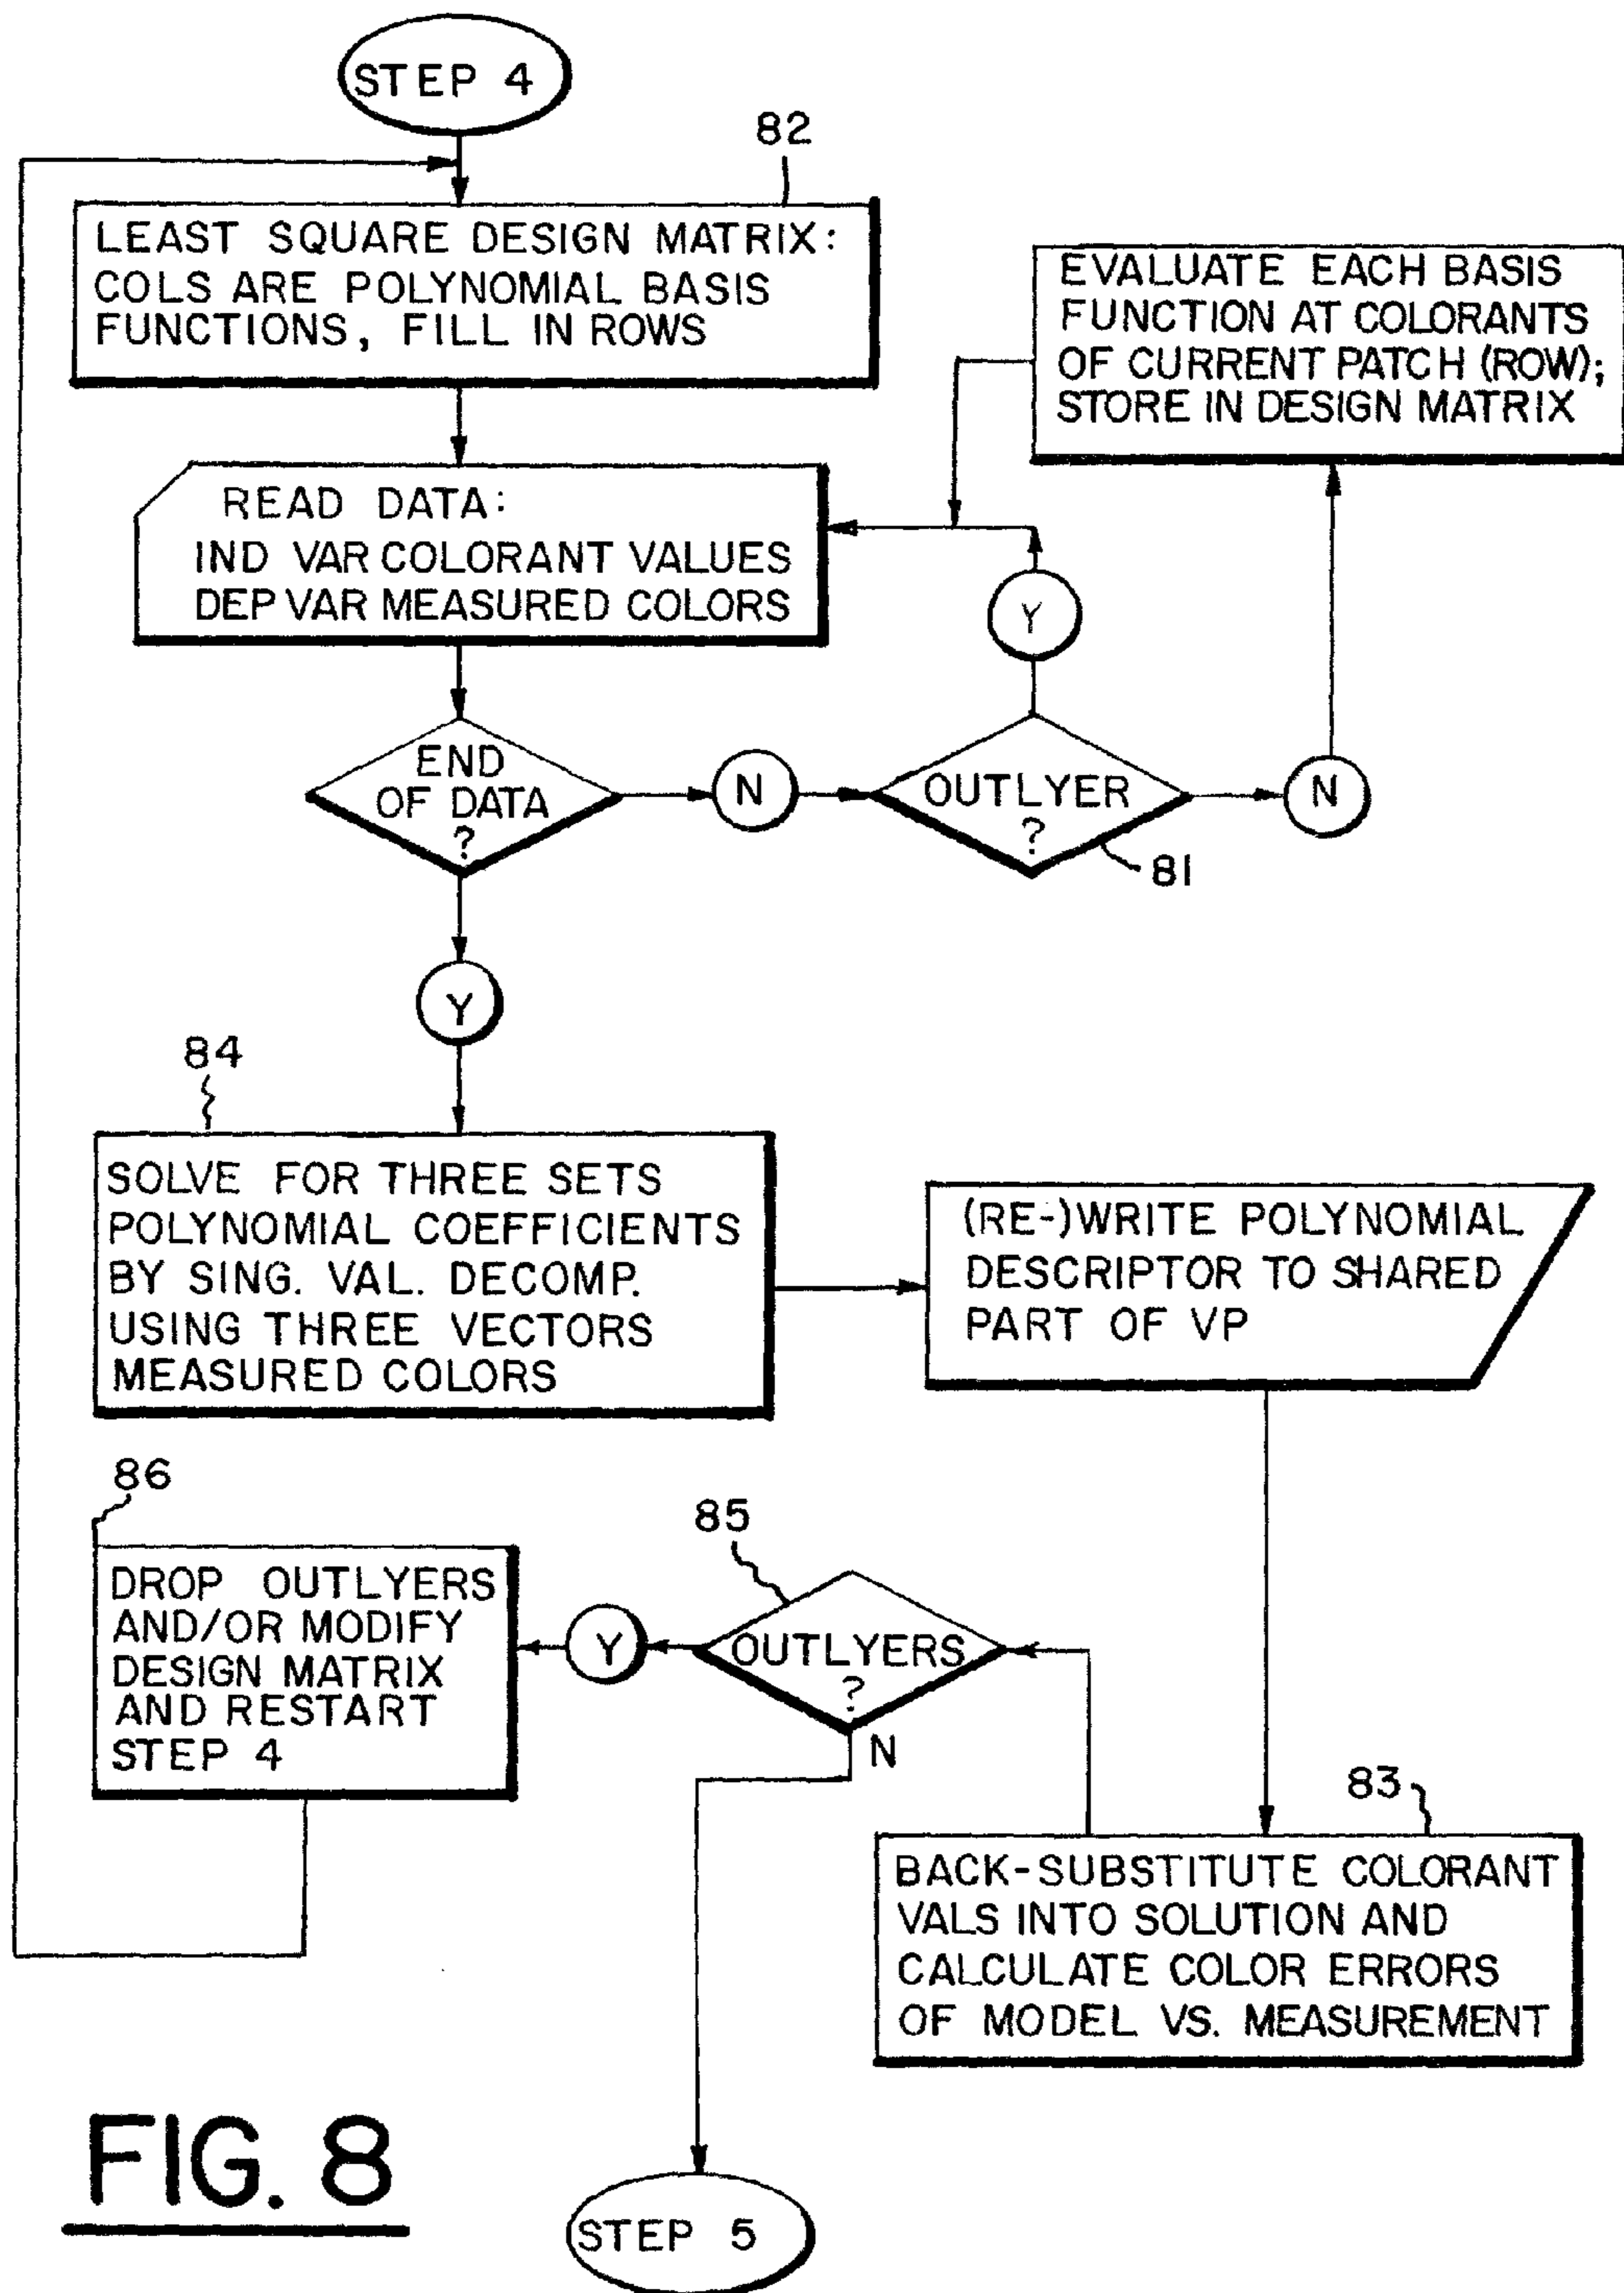 STEP 4
82
LEAST SQUARE DESIGN MATRIX:
COLS ARE POLYNOMIAL BASIS
FUNCTIONS, FILL IN ROWS
EVALUATE EACH BASIS
FUNCTION AT COLORANTS
OF CURRENT PATCH (ROW);
STORE IN DESIGN MATRIX
READ DATA:
IND VAR COLORANT VALUES
DEP VAR MEASURED COLORS
Y
END
OF DATA
?
N
OUTLYER
?
N
81
Y
84
SOLVE FOR THREE SETS
POLYNOMIAL COEFFICIENTS
BY SING. VAL. DECOMP.
USING THREE VECTORS
MEASURED COLORS
(RE-)WRITE POLYNOMIAL
DESCRIPTOR TO SHARED
PART OF VP
86
DROP OUTLYERS
AND/OR MODIFY
DESIGN MATRIX
AND RESTART
STEP 4
Y
85
OUTLYERS
?
N
83
BACK-SUBSTITUTE COLORANT
VALS INTO SOLUTION AND
CALCULATE COLOR ERRORS
OF MODEL VS. MEASUREMENT
FIG. 8
STEP 5